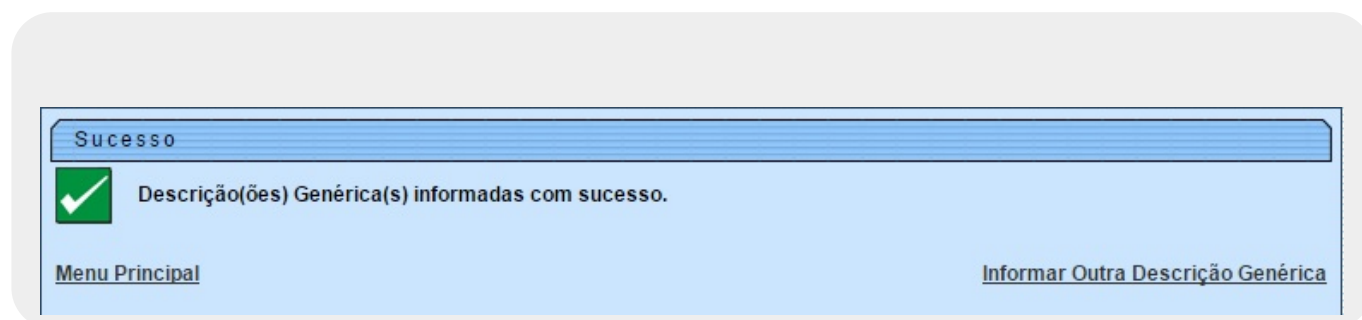 Sucesso
Descrição(ões) Genérica(s) informadas com sucesso.
Menu Principal
Informar Outra Descrição Genérica